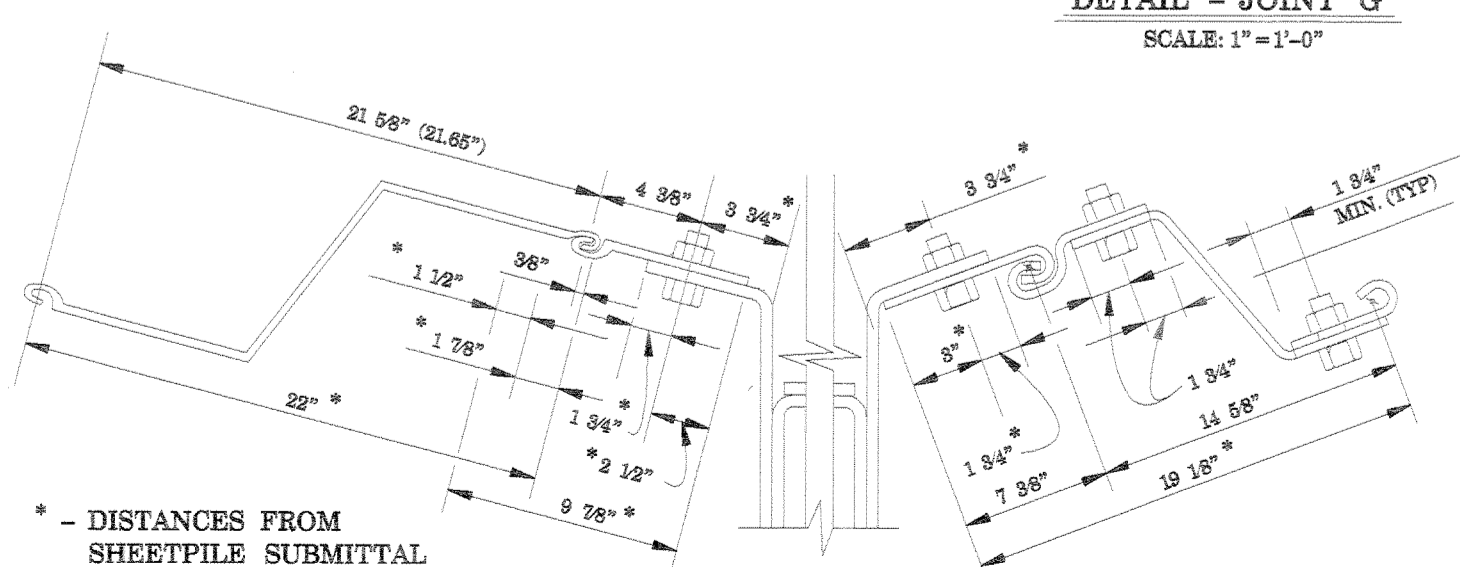 DETAIL – JOINT "G"
SCALE: 1”=1’–0”
21 5/8” (21.65”)
4 3/8”
3 3/4” *
3 3/4” *
1 3/4”
MIN. (TYP)
* 1 1/2”
3/8”
* 1 7/8”
22” *
1 3/4” *
* 2 1/2”
9 7/8” *
3” *
1 3/4” *
7 3/8”
1 3/4”
14 5/8”
19 1/8” *
* – DISTANCES FROM
SHEETPILE SUBMITTAL